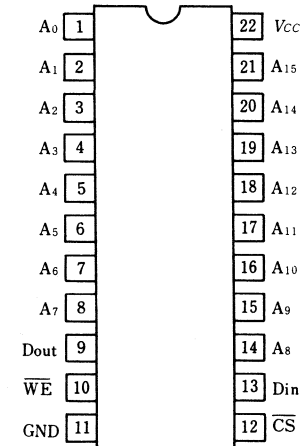 A0 1 22 VCC
A1 2 21 A15
A2 3 20 A14
A3 4 19 A13
A4 5 18 A12
A5 6 17 A11
A6 7 16 A10
A7 8 15 A9
Dout 9 14 A8
W̅E̅ 10 13 Din
GND 11 12 C̅S̅